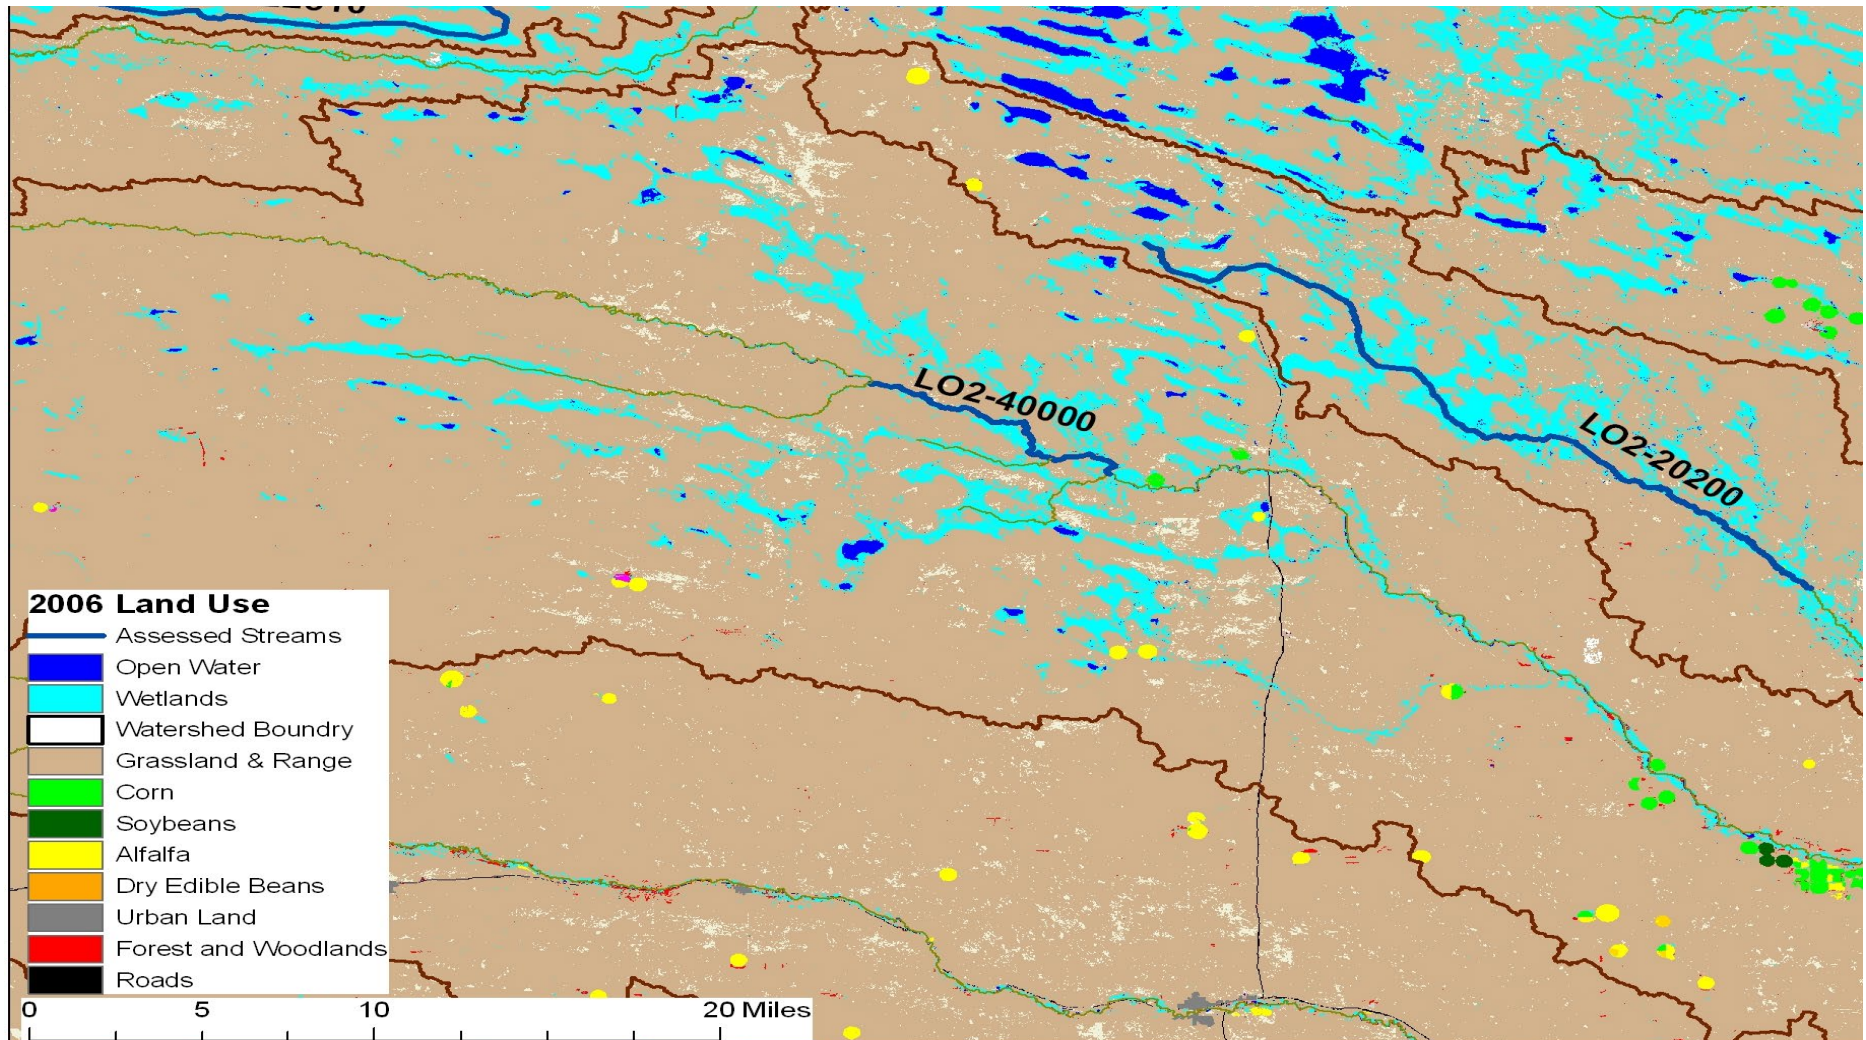 LO2-40000
LO2-20200
2006 Land Use
Assessed Streams
Open Water
Wetlands
Watershed Boundry
Grassland & Range
Corn
Soybeans
Alfalfa
Dry Edible Beans
Urban Land
Forest and Woodlands
Roads
0 5 10 20 Miles